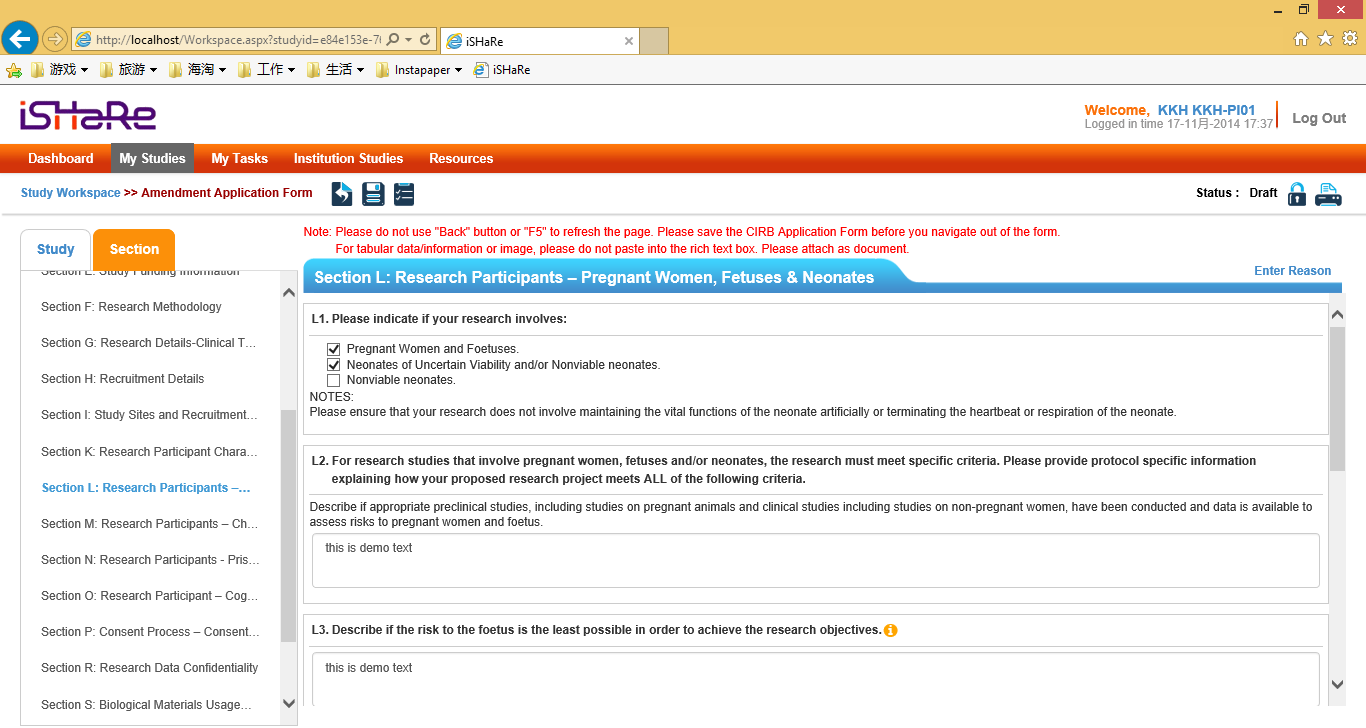 http://localhost/Workspace.aspx?studyid=e84e153e-7
iSHaRe
游戏
旅游
海淘
工作
生活
Instapaper
iSHaRe
iSHaRe
Welcome, KKH KKH-PI01
Logged in time 17-11月-2014 17:37
Log Out
Dashboard
My Studies
My Tasks
Institution Studies
Resources
Study Workspace >> Amendment Application Form
Status : Draft
Study
Section
Section E: Study Funding Information
Section F: Research Methodology
Section G: Research Details-Clinical T...
Section H: Recruitment Details
Section I: Study Sites and Recruitment...
Section K: Research Participant Chara...
Section L: Research Participants –...
Section M: Research Participants – Ch...
Section N: Research Participants - Pris...
Section O: Research Participant – Cog...
Section P: Consent Process – Consent...
Section R: Research Data Confidentiality
Section S: Biological Materials Usage...
Note: Please do not use "Back" button or "F5" to refresh the page. Please save the CIRB Application Form before you navigate out of the form.
For tabular data/information or image, please do not paste into the rich text box. Please attach as document.
Section L: Research Participants – Pregnant Women, Fetuses & Neonates
Enter Reason
L1. Please indicate if your research involves:
Pregnant Women and Foetuses.
Neonates of Uncertain Viability and/or Nonviable neonates.
Nonviable neonates.
NOTES:
Please ensure that your research does not involve maintaining the vital functions of the neonate artificially or terminating the heartbeat or respiration of the neonate.
L2. For research studies that involve pregnant women, fetuses and/or neonates, the research must meet specific criteria. Please provide protocol specific information
explaining how your proposed research project meets ALL of the following criteria.
Describe if appropriate preclinical studies, including studies on pregnant animals and clinical studies including studies on non-pregnant women, have been conducted and data is available to
assess risks to pregnant women and foetus.
this is demo text
L3. Describe if the risk to the foetus is the least possible in order to achieve the research objectives.
this is demo text